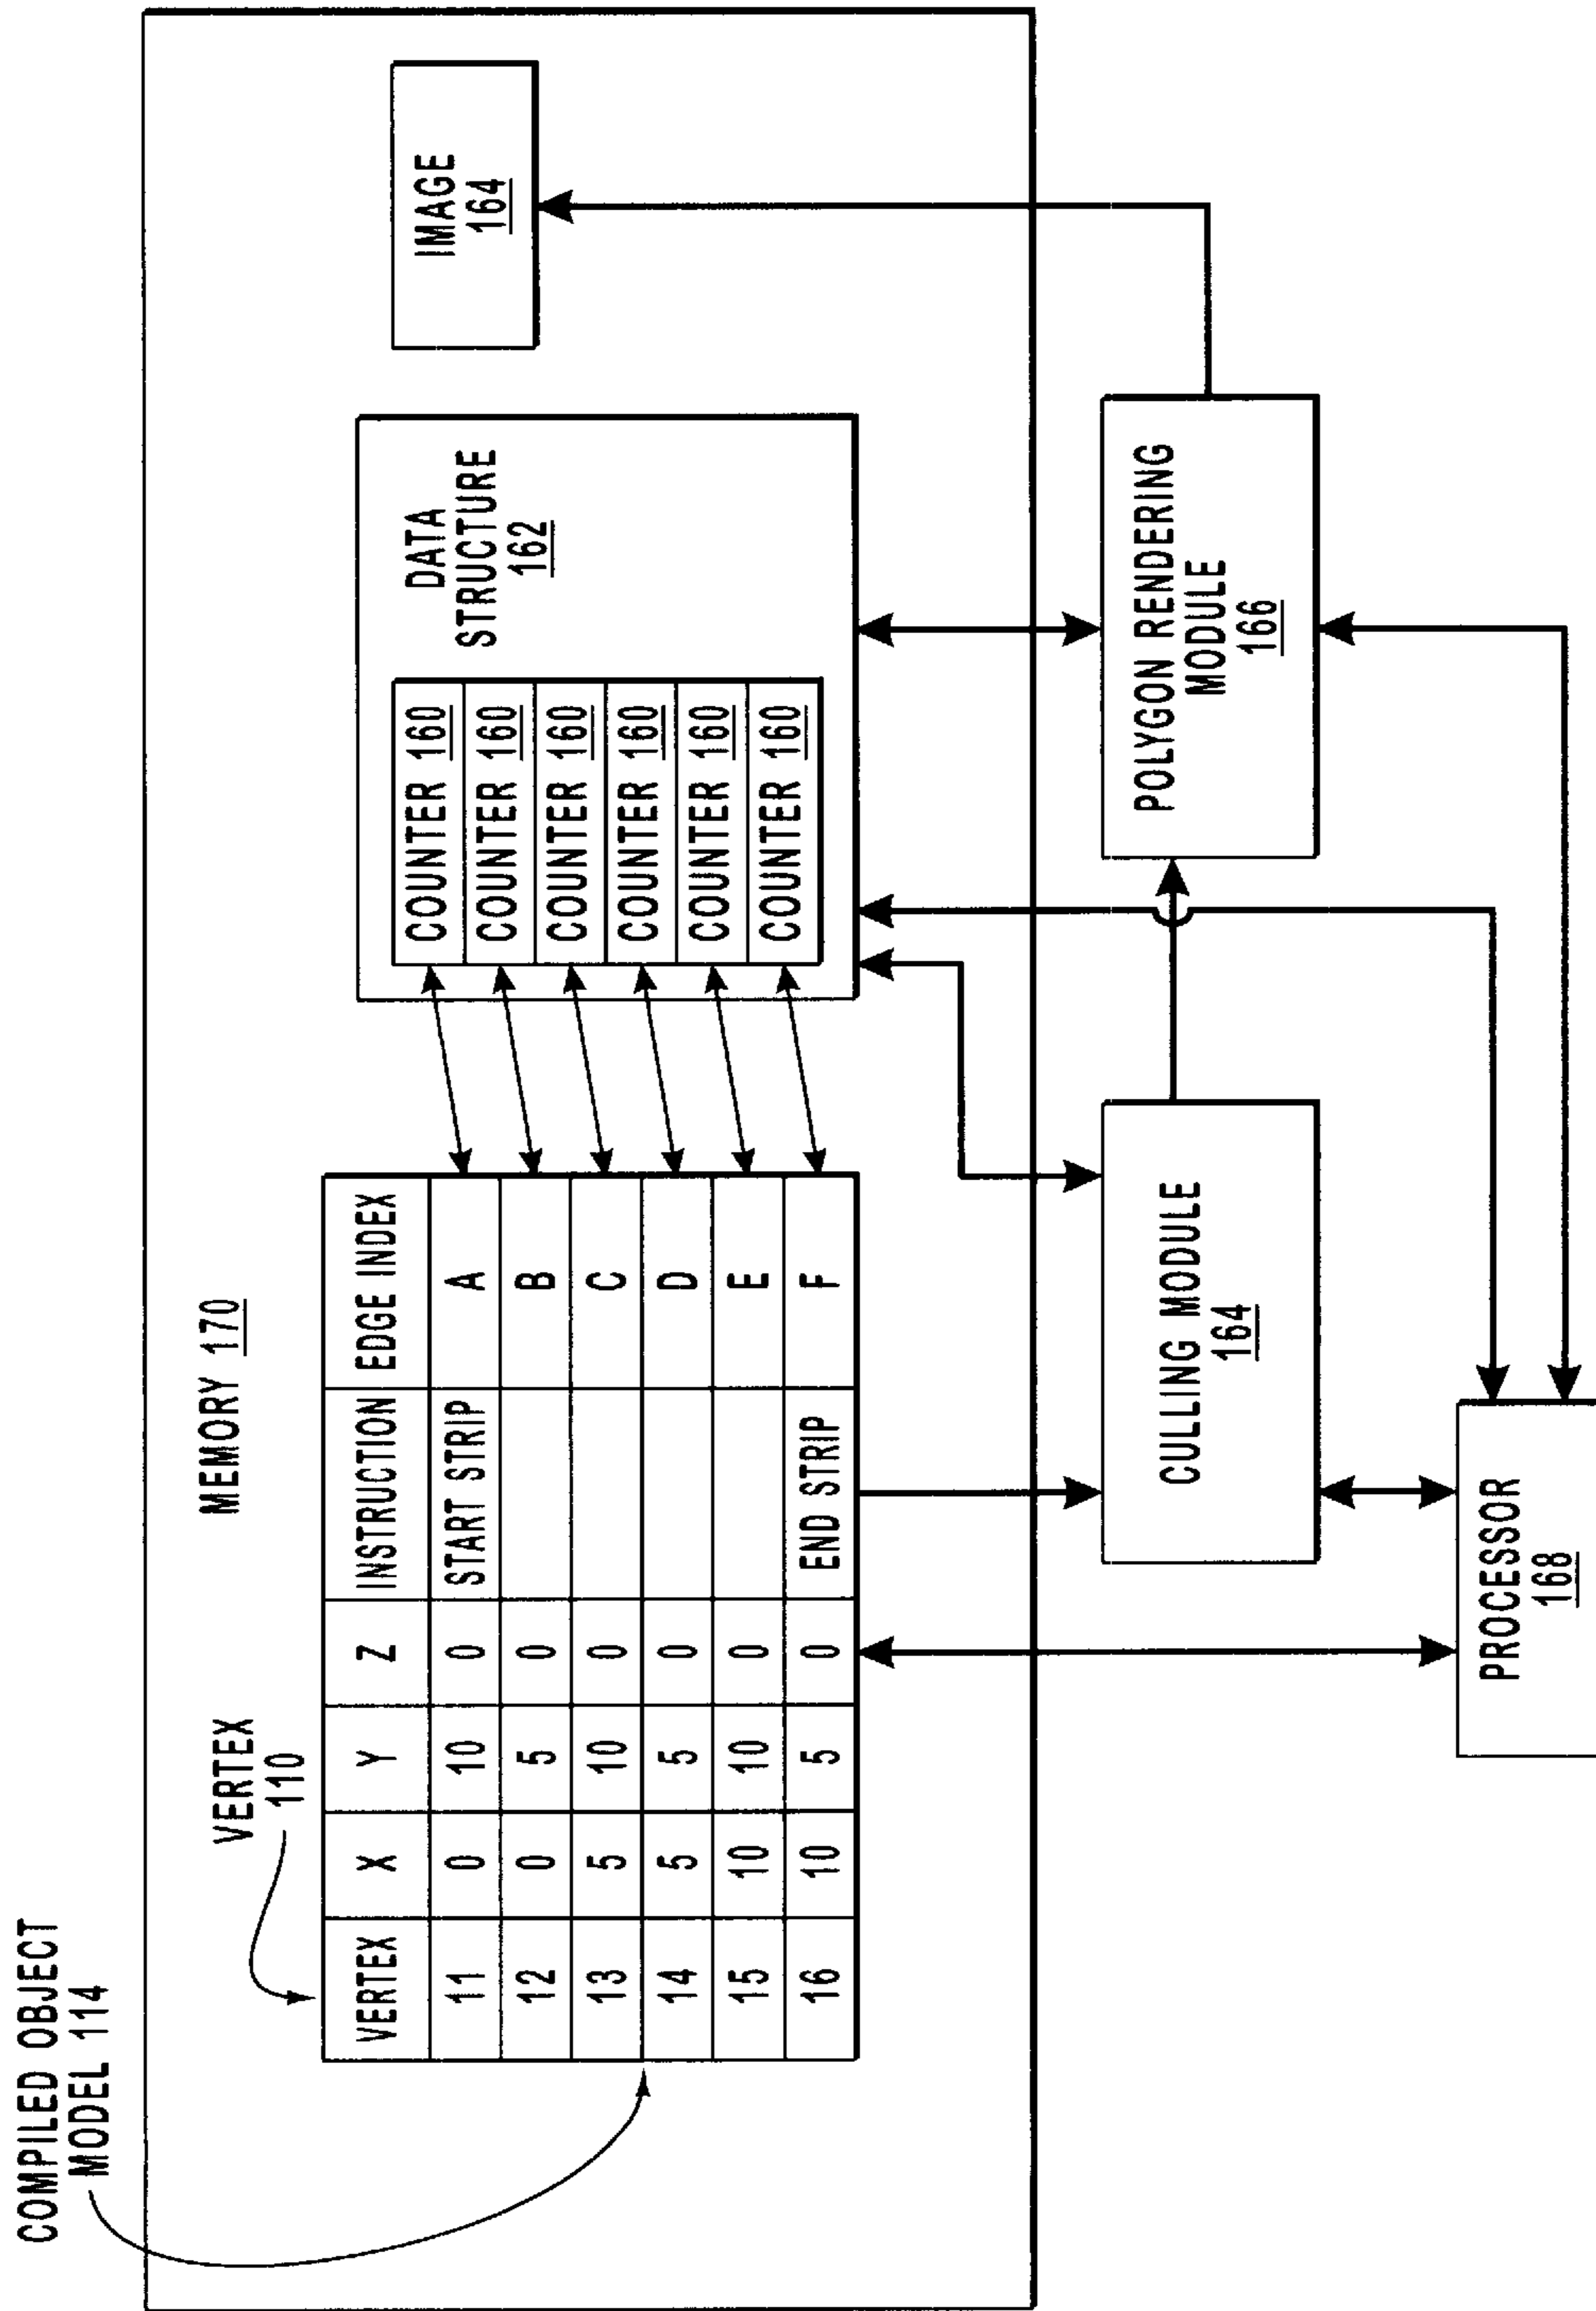 COMPILED OBJECT
MODEL 114
VERTEX
110
MEMORY 170
VERTEX X Y Z INSTRUCTION EDGE INDEX
11 0 10 0 START STRIP A
12 0 5 0 B
13 5 10 0 C
14 5 5 0 D
15 10 10 0 E
16 10 5 0 END STRIP F
DATA
STRUCTURE
162
COUNTER 160
COUNTER 160
COUNTER 160
COUNTER 160
COUNTER 160
COUNTER 160
IMAGE
164
CULLING MODULE
164
POLYGON RENDERING
MODULE
166
PROCESSOR
168